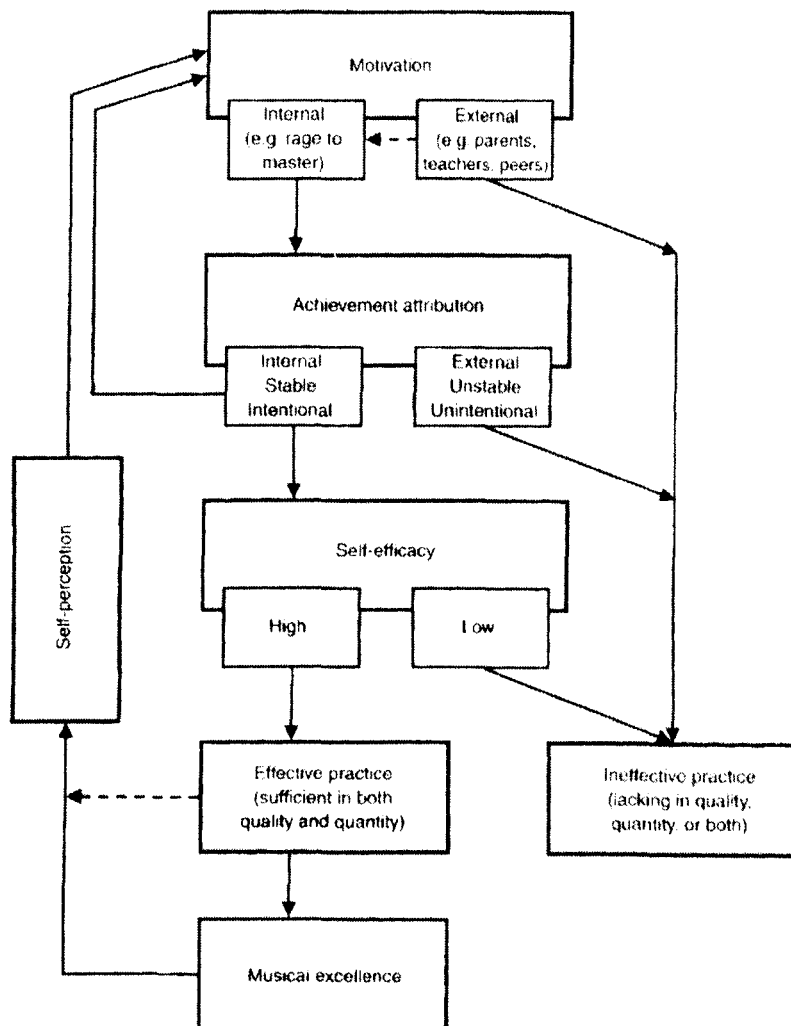 Motivation
Internal
(e.g. rage to
master)
External
(e.g. parents,
teachers, peers)
Achievement attribution
Internal
Stable
Intentional
External
Unstable
Unintentional
Self-efficacy
High
Low
Self-perception
Effective practice
(sufficient in both
quality and quantity)
Ineffective practice
(lacking in quality,
quantity, or both)
Musical excellence